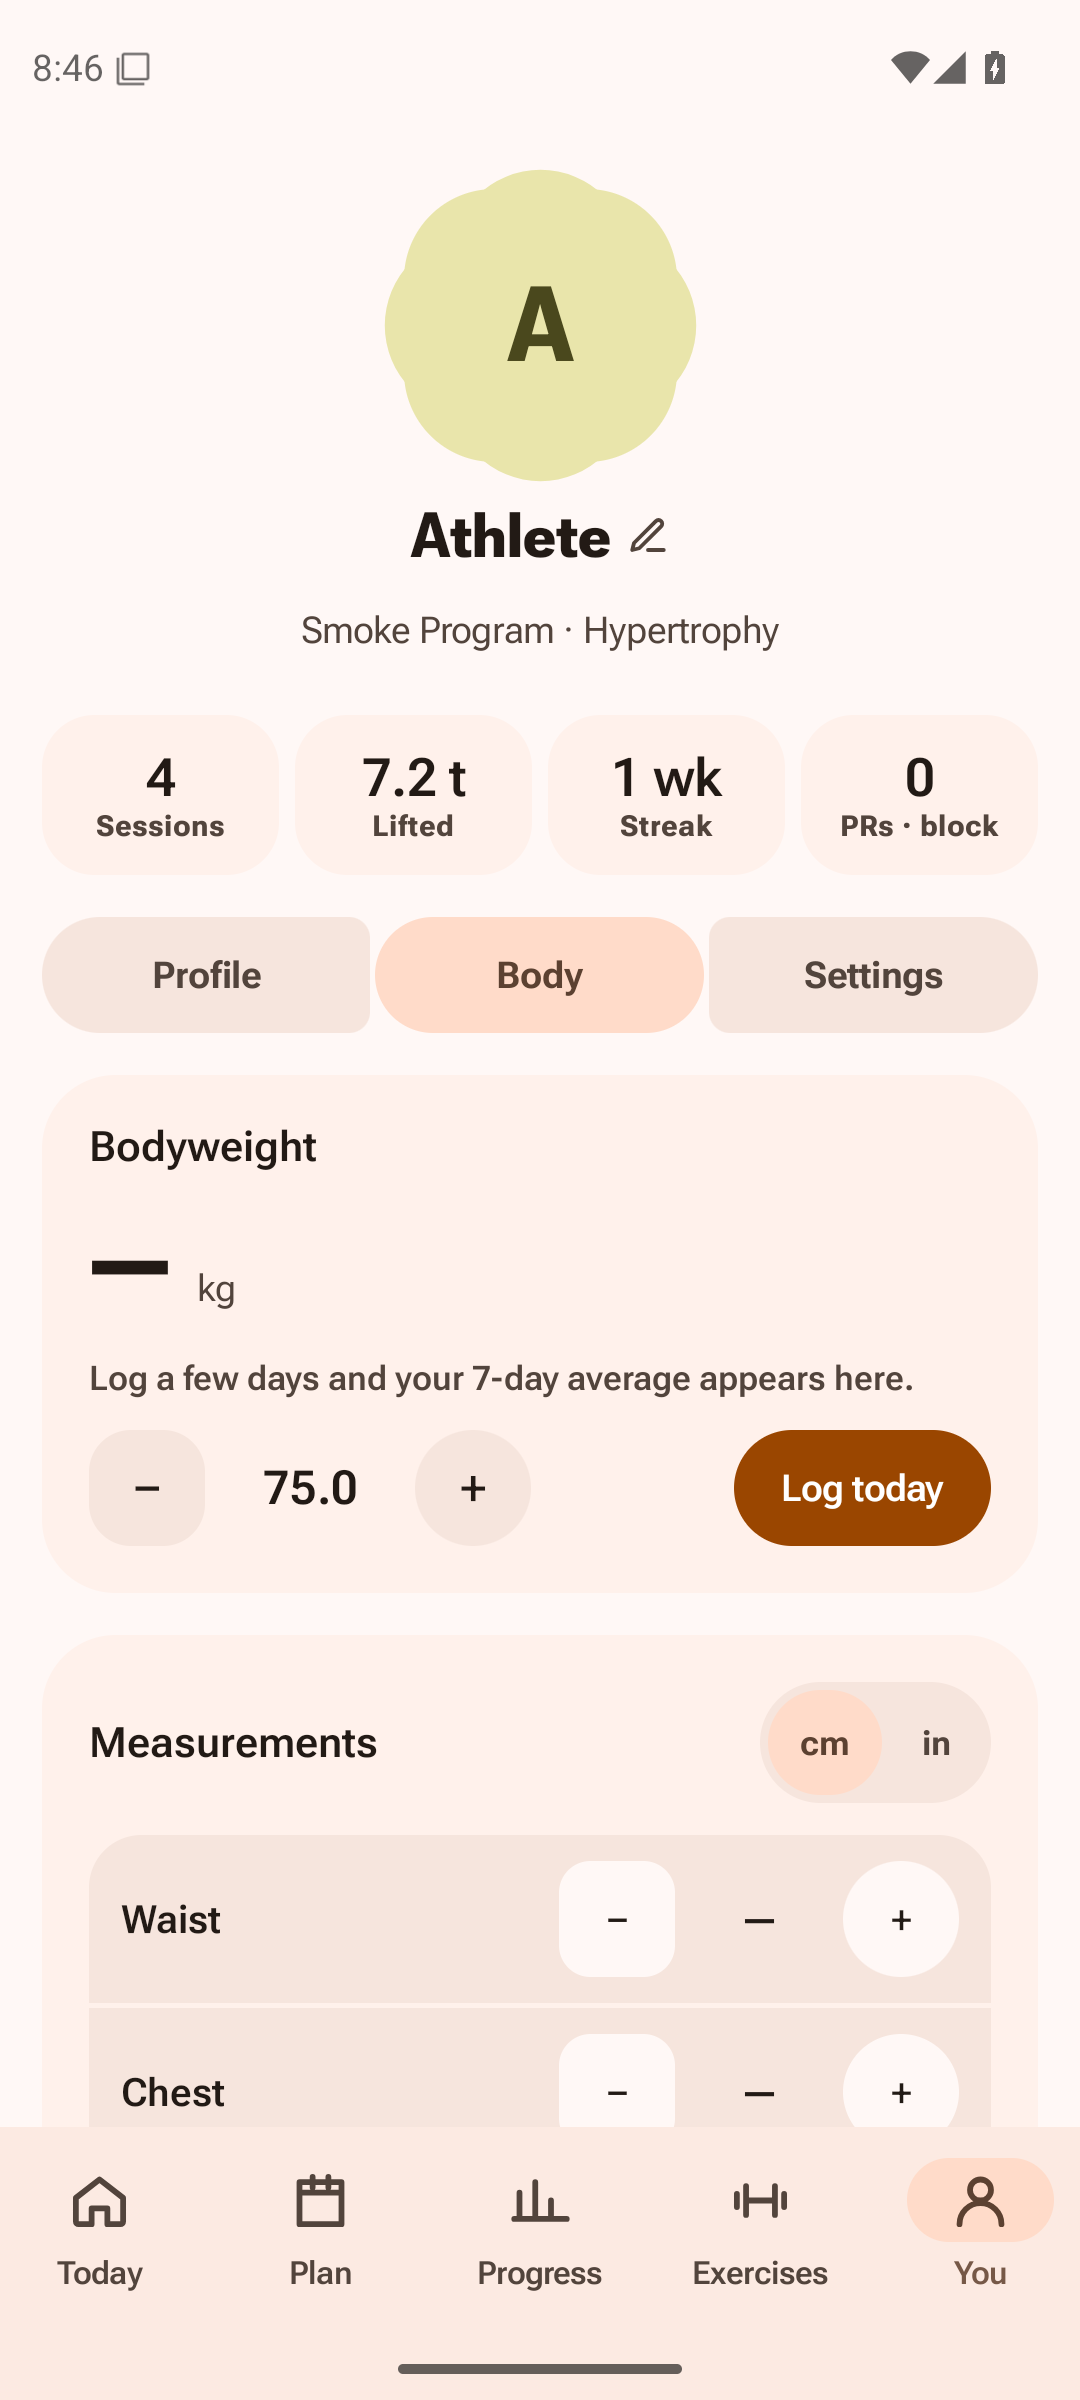 8:46
A
Athlete
Smoke Program · Hypertrophy
4
Sessions
7.2 t
Lifted
1 wk
Streak
0
PRs · block
Profile
Body
Settings
Bodyweight
— kg
Log a few days and your 7-day average appears here.
− 75.0 + Log today
Measurements
cm in
Waist − — +
Chest − — +
Today
Plan
Progress
Exercises
You